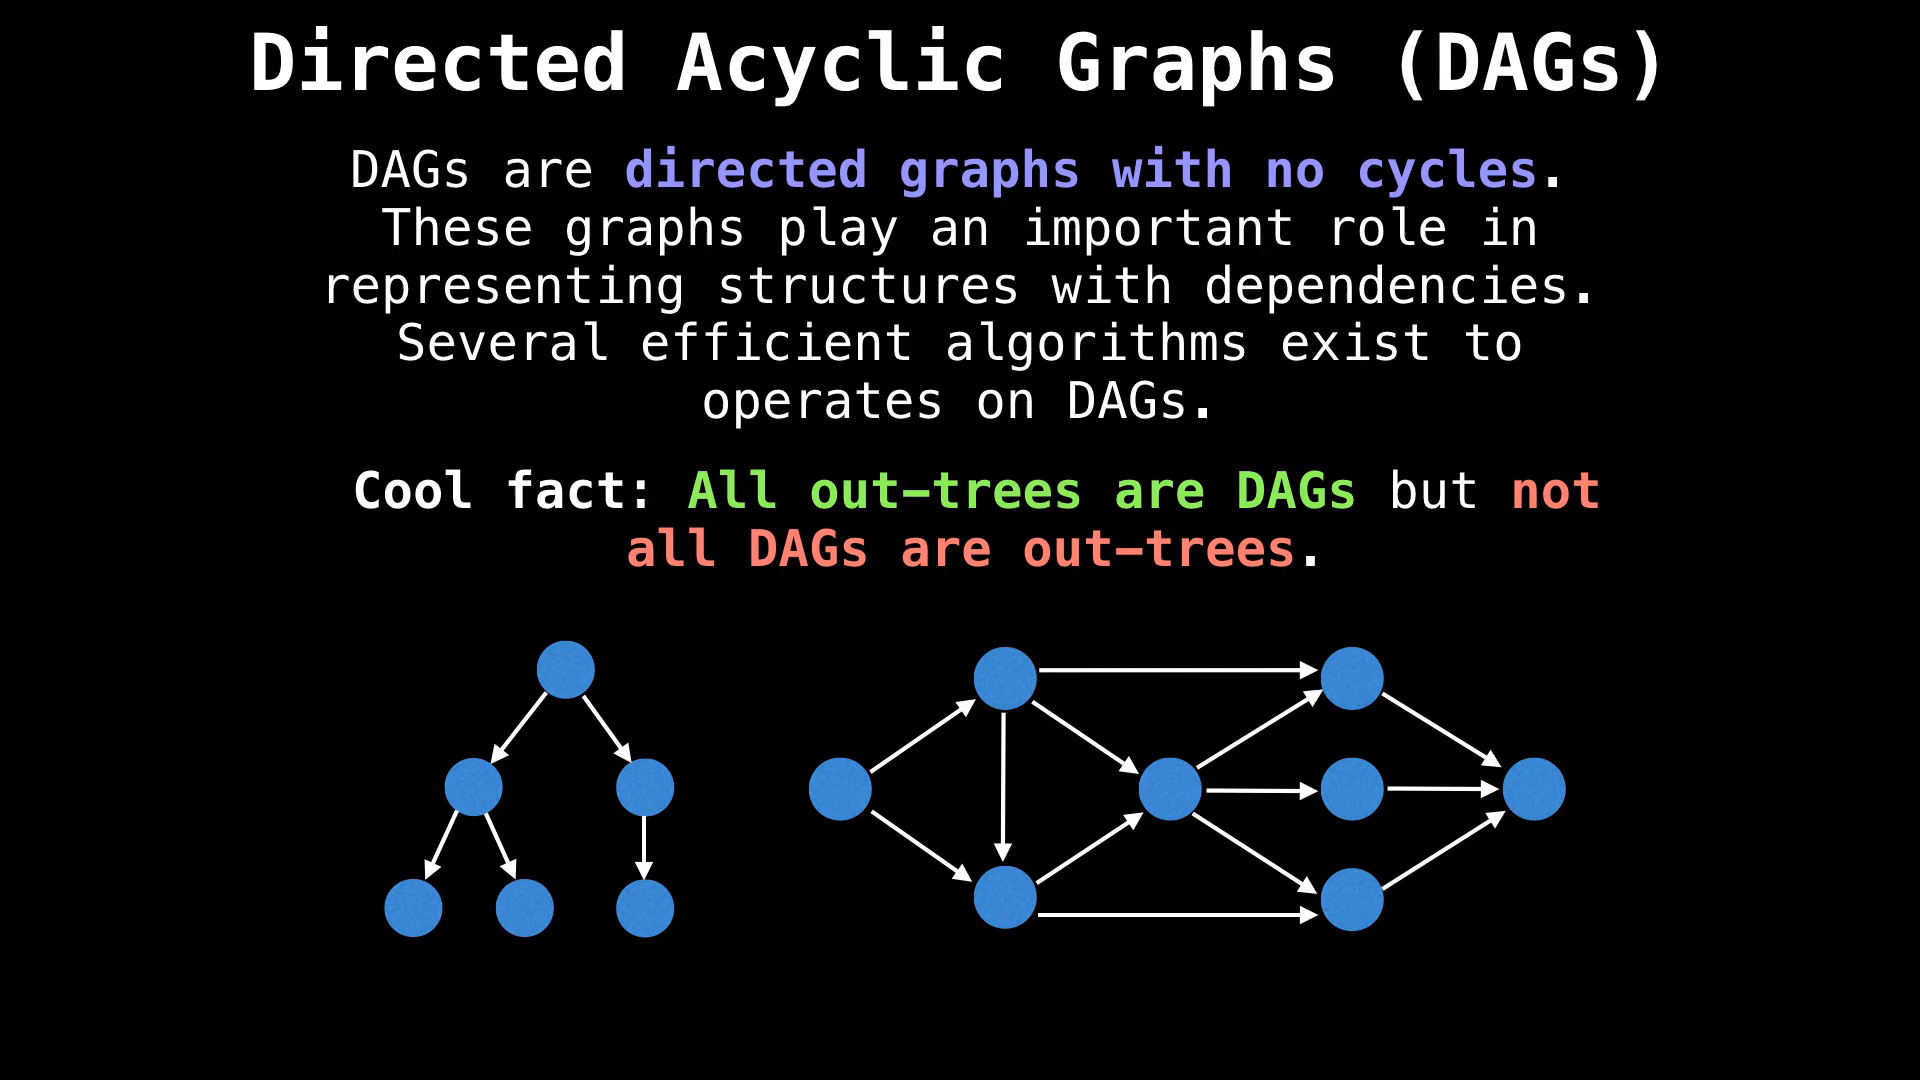 Directed Acyclic Graphs (DAGs)
DAGs are directed graphs with no cycles.
These graphs play an important role in
representing structures with dependencies.
Several efficient algorithms exist to
operates on DAGs.
Cool fact: All out-trees are DAGs but not
all DAGs are out-trees.